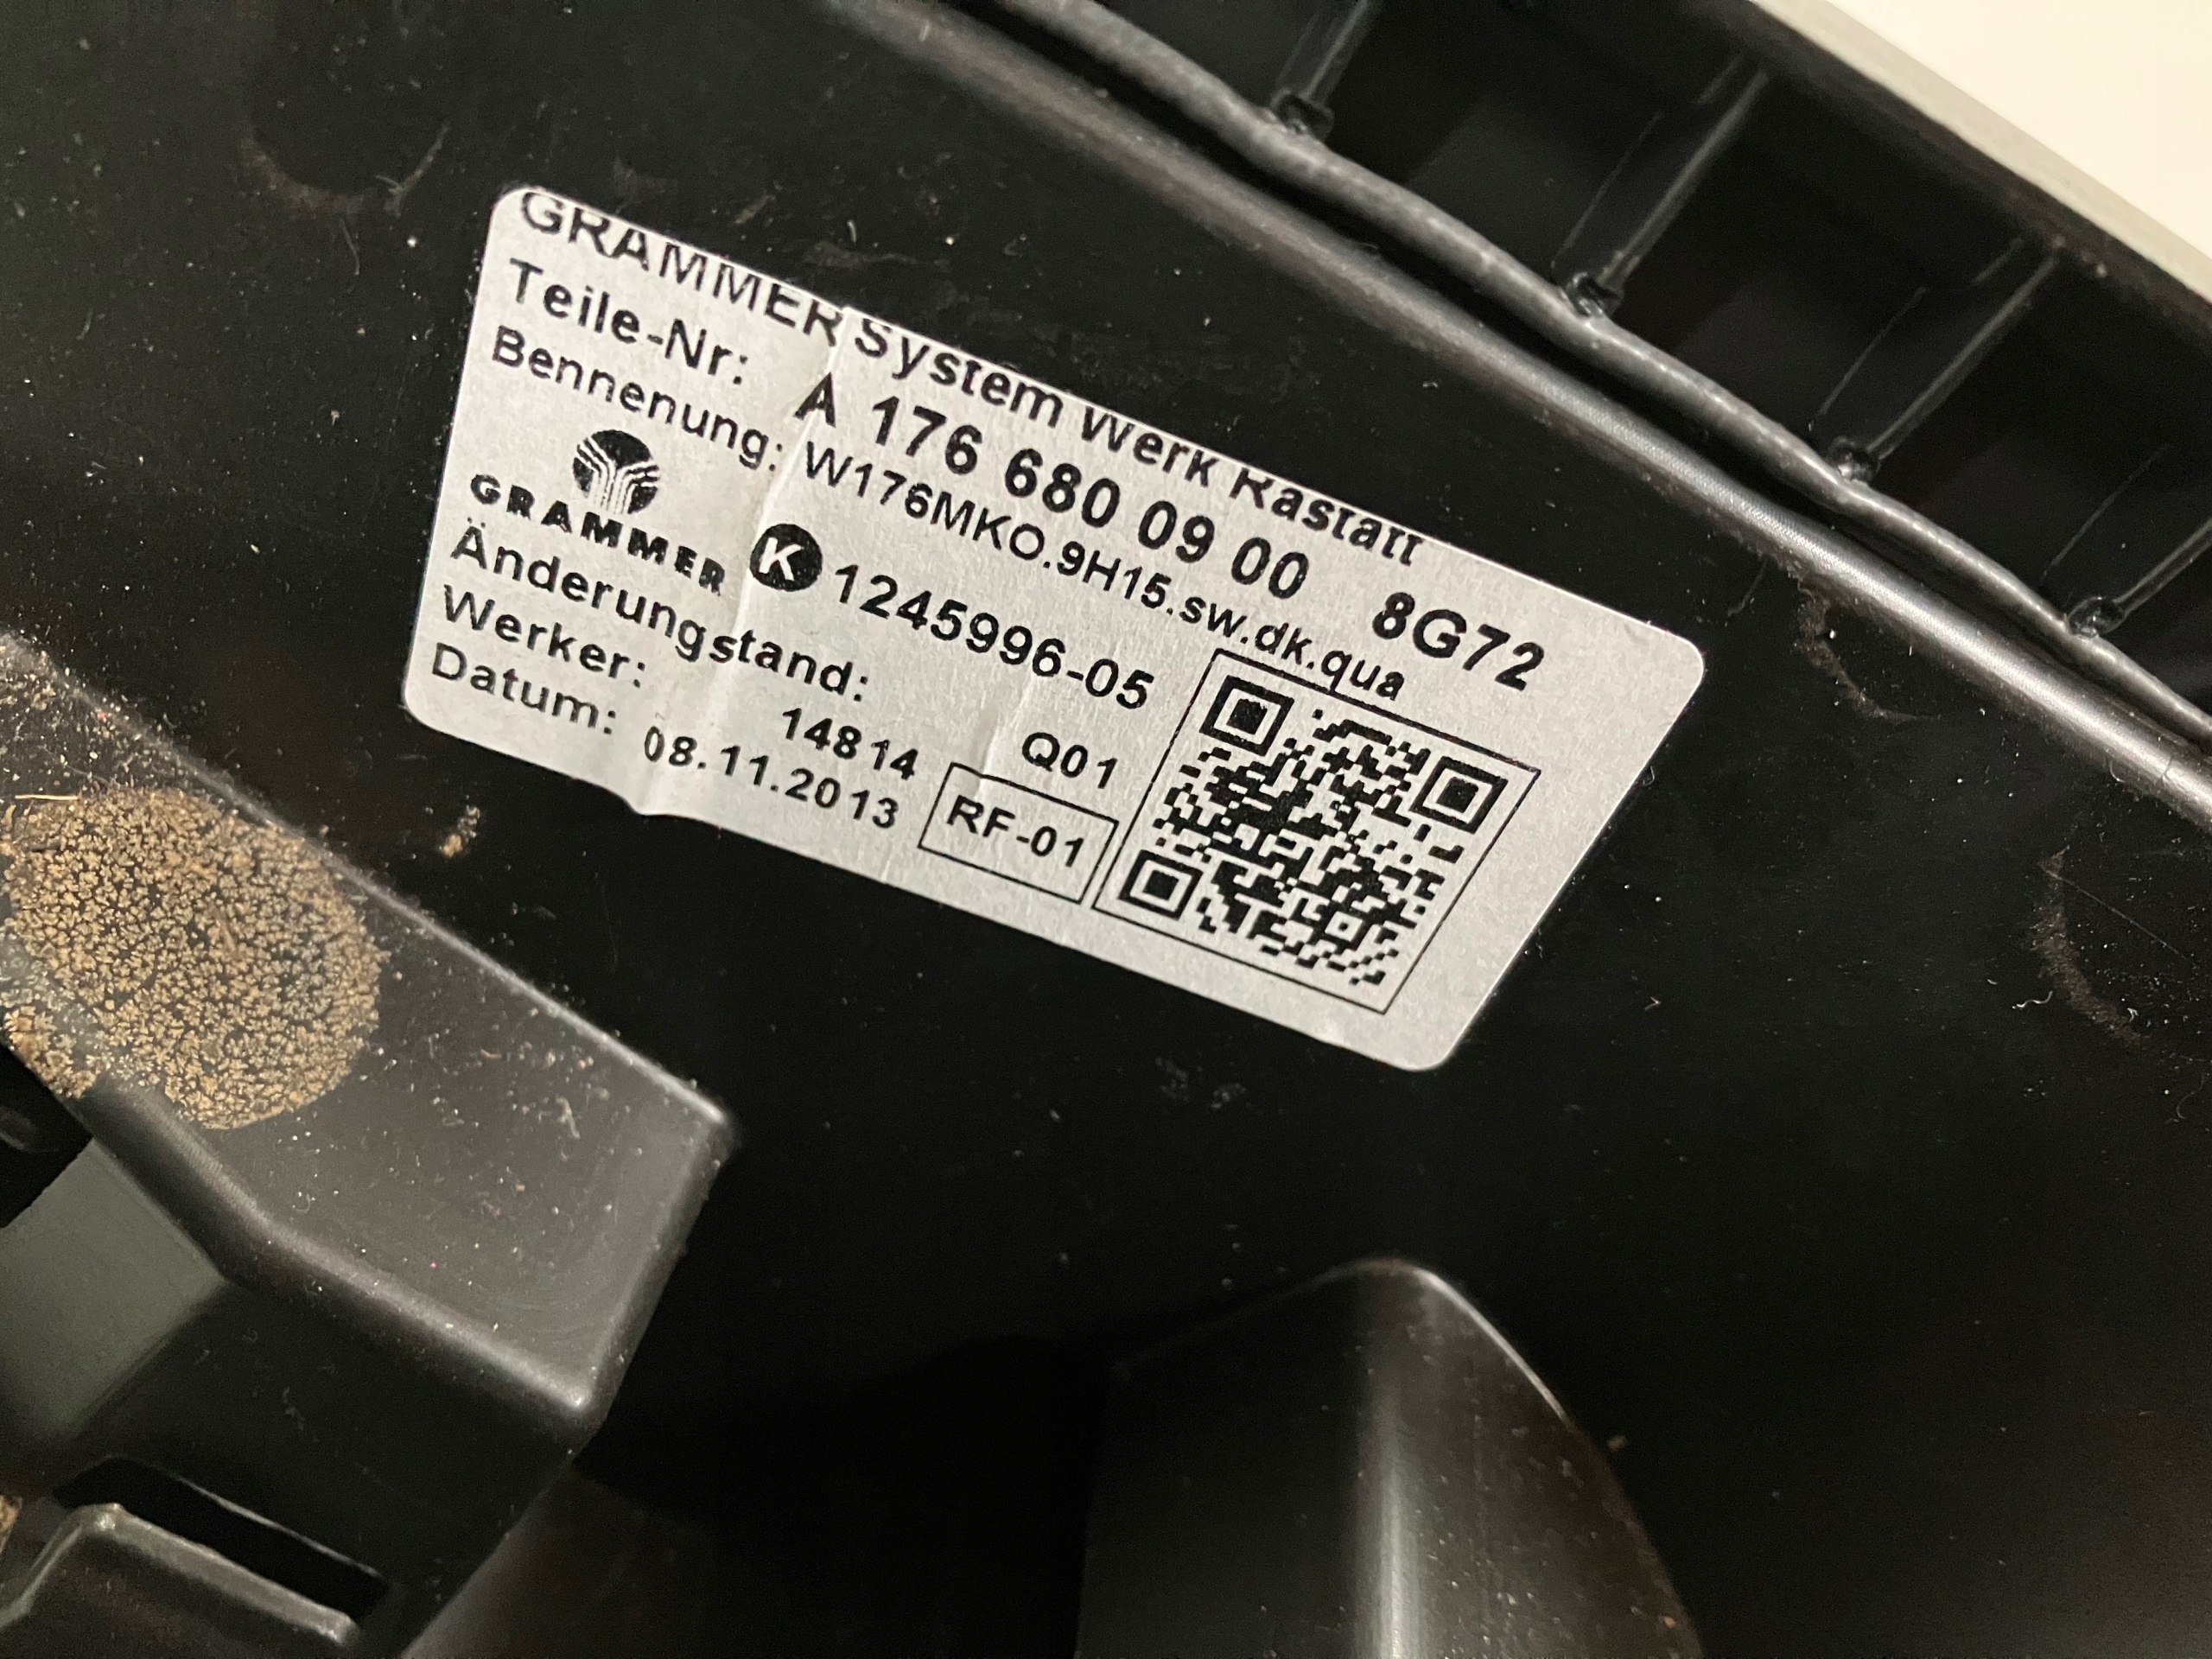 GRAMMER System Werk Rastatt
Teile-Nr: A 176 680 09 00 8G72
Bennenung: W176MKO.9H15.sw.dk.qua
GRAMMER K 1245996-05
Änderungstand: Q01
Werker: 14814
Datum: 08.11.2013 RF-01